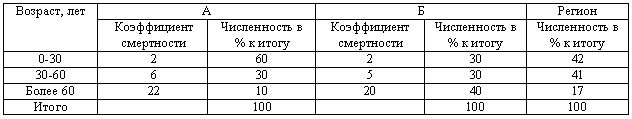 Возраст, лет А Б Регион
Коэффициент Численность в Коэффициент Численность в Численность в
смертности % к итогу смертности % к итогу % к итогу
0-30 2 60 2 30 42
30-60 6 30 5 30 41
Более 60 22 10 20 40 17
Итого 100 100 100